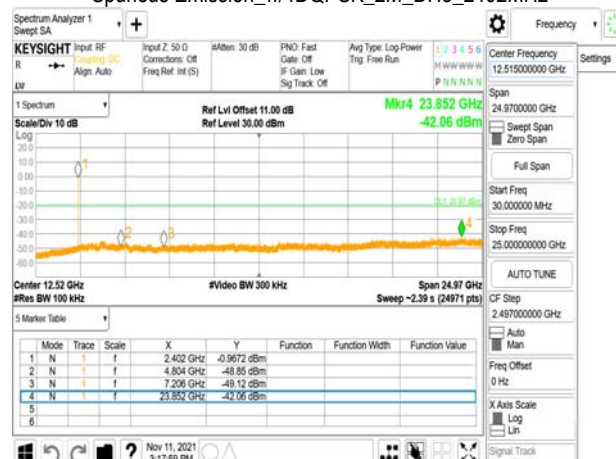 Spurious Emission_π/4DQPSK_2M_DH5_2402MHz
Spectrum Analyzer 1
Swept SA
Frequency
Settings
KEYSIGHT
R
Input: RF
Coupling: DC
Align: Auto
Input Z: 50 Ω
Corrections: Off
Freq Ref: Int (S)
#Atten: 30 dB
PNO: Fast
Gate: Off
IF Gain: Low
Sig Track: Off
Avg Type: Log-Power
Trig: Free Run
1 2 3 4 5 6
M W W W W W
P N N N N N
1 Spectrum
Scale/Div 10 dB
Log
Ref Lvl Offset 11.00 dB
Ref Level 30.00 dBm
Mkr4 23.852 GHz
-42.06 dBm
20.0
10.0
0.00
-10.0
-20.0
-30.0
-40.0
-50.0
-60.0
1
2
3
4
Center 12.52 GHz
#Res BW 100 kHz
#Video BW 300 kHz
Span 24.97 GHz
Sweep ~2.39 s (24971 pts)
5 Marker Table
Mode Trace Scale X Y Function Function Width Function Value
1 N 1 f 2.402 GHz -0.9672 dBm
2 N 1 f 4.804 GHz -48.85 dBm
3 N 1 f 7.206 GHz -49.12 dBm
4 N 1 f 23.852 GHz -42.06 dBm
5
6
Nov 11, 2021
3:17:59 PM
Center Frequency
12.515000000 GHz
Span
24.9700000 GHz
Swept Span
Zero Span
Full Span
Start Freq
30.000000 MHz
Stop Freq
25.000000000 GHz
AUTO TUNE
CF Step
2.497000000 GHz
Auto
Man
Freq Offset
0 Hz
X Axis Scale
Log
Lin
Signal Track